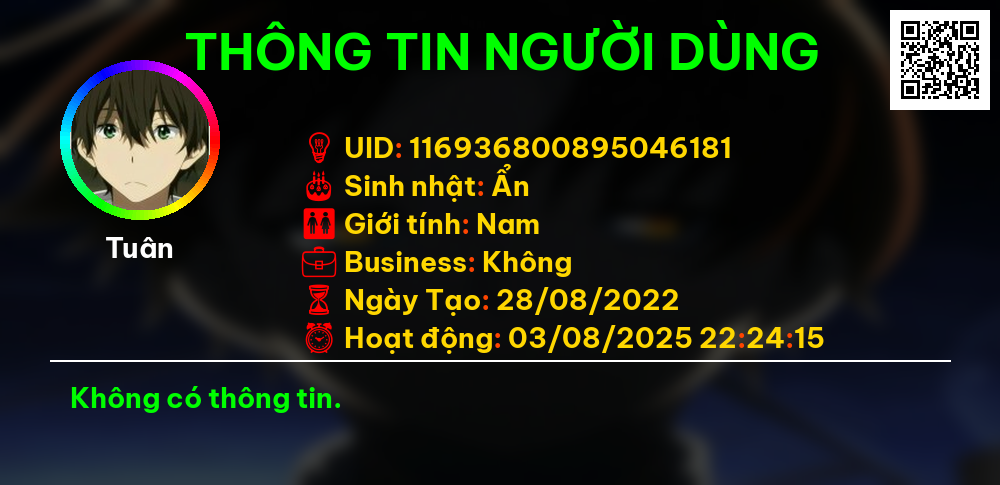 THÔNG TIN NGƯỜI DÙNG
Tuân
UID: 116936800895046181
Sinh nhật: Ẩn
Giới tính: Nam
Business: Không
Ngày Tạo: 28/08/2022
Hoạt động: 03/08/2025 22:24:15
Không có thông tin.